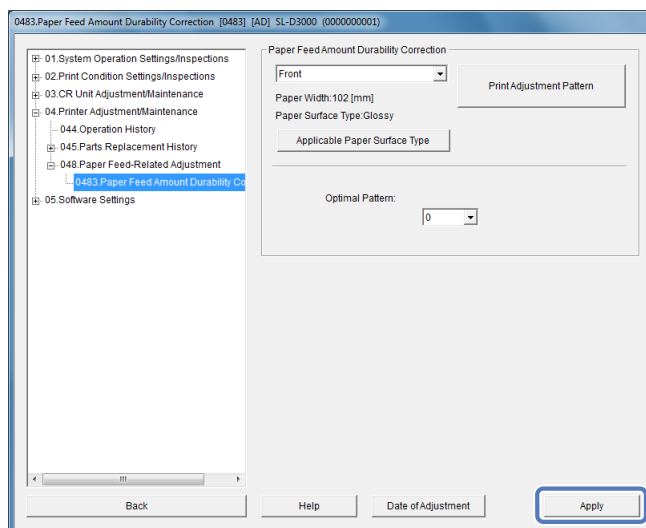 0483.Paper Feed Amount Durability Correction [0483] [AD] SL-D3000 (0000000001)
01.System Operation Settings/Inspections
02.Print Condition Settings/Inspections
03.CR Unit Adjustment/Maintenance
04.Printer Adjustment/Maintenance
044.Operation History
045.Parts Replacement History
048.Paper Feed-Related Adjustment
0483.Paper Feed Amount Durability Co
05.Software Settings
Paper Feed Amount Durability Correction
Front
Print Adjustment Pattern
Paper Width:102 [mm]
Paper Surface Type:Glossy
Applicable Paper Surface Type
Optimal Pattern:
0
Back
Help
Date of Adjustment
Apply